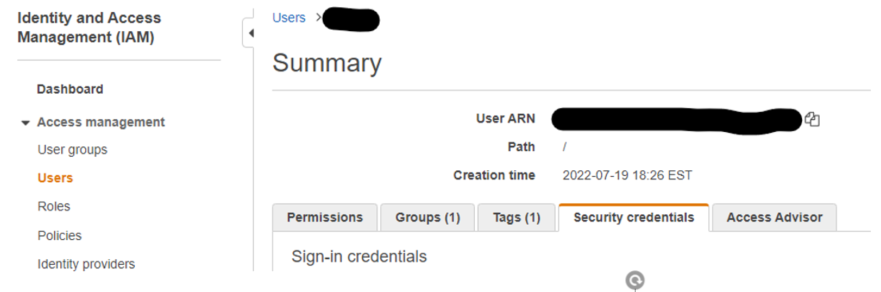 Identity and Access
Management (IAM)
Dashboard
Access management
User groups
Users
Roles
Policies
Identity providers
Users >
Summary
User ARN
Path /
Creation time 2022-07-19 18:26 EST
Permissions Groups (1) Tags (1) Security credentials Access Advisor
Sign-in credentials